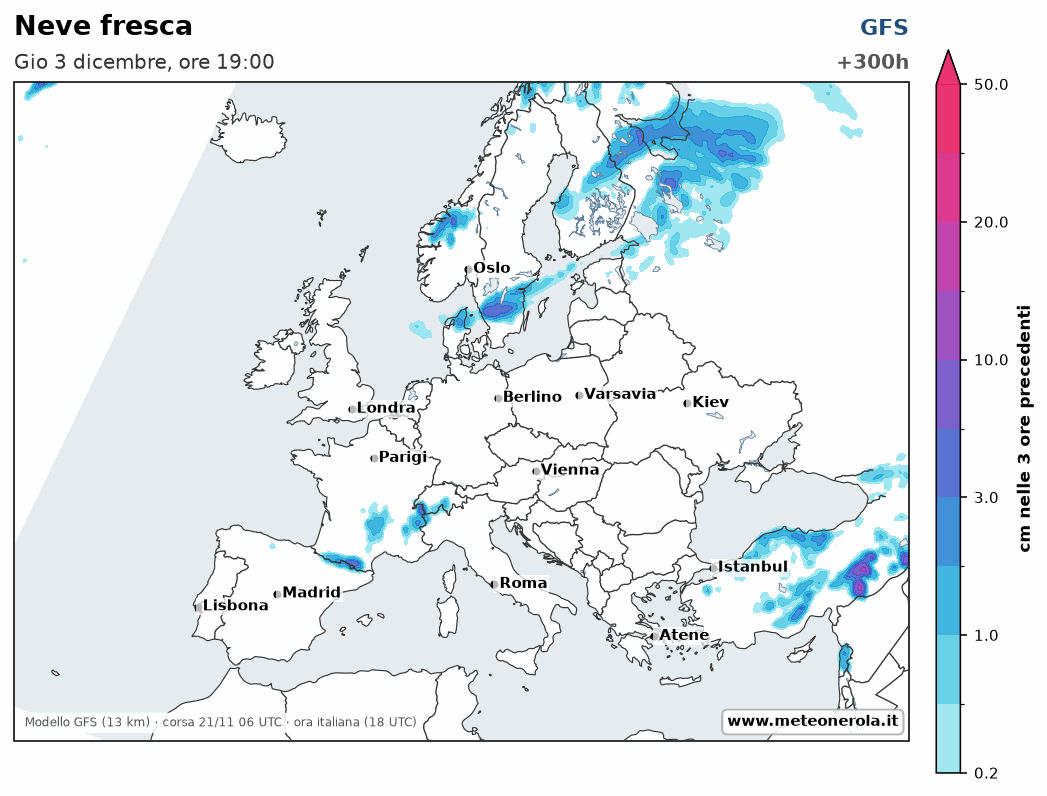 Neve fresca
GFS
Gio 3 dicembre, ore 19:00
+300h
50.0
20.0
10.0
3.0
1.0
0.2
cm nelle 3 ore precedenti
Oslo
Londra
Berlino
Varsavia
Kiev
Parigi
Vienna
Istanbul
Roma
Madrid
Lisbona
Atene
Modello GFS (13 km) · corsa 21/11 06 UTC · ora italiana (18 UTC)
www.meteonerola.it